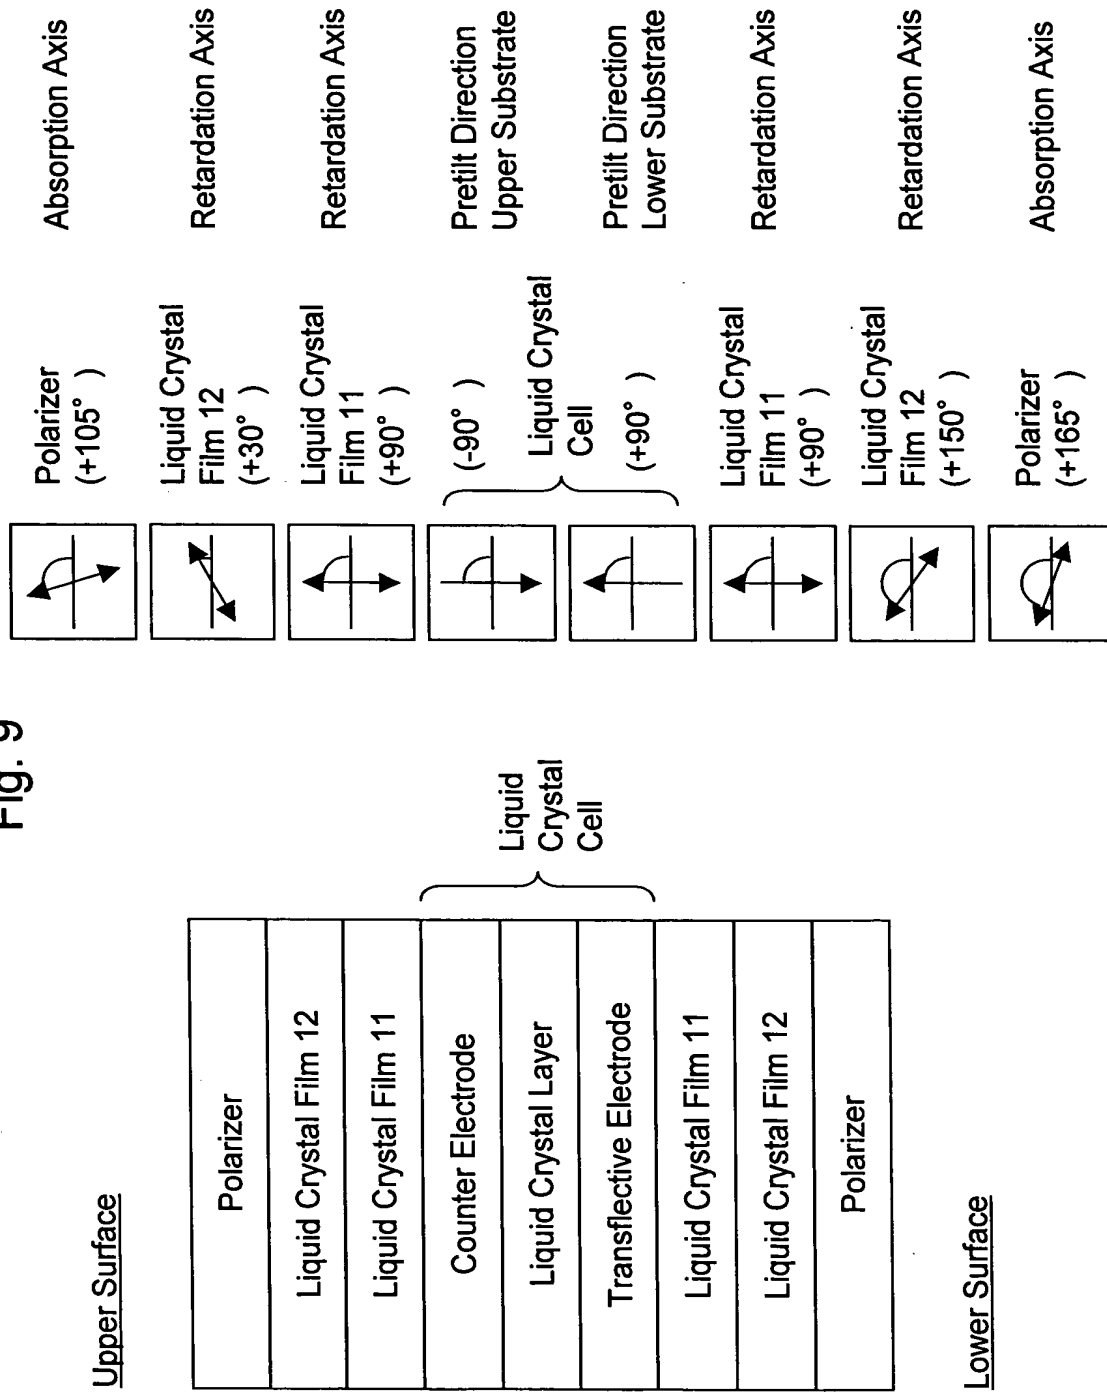 Fig. 9
Upper Surface
Polarizer
Liquid Crystal Film 12
Liquid Crystal Film 11
Counter Electrode
Liquid Crystal Layer
Transflective Electrode
Liquid Crystal Film 11
Liquid Crystal Film 12
Polarizer
Lower Surface
Liquid
Crystal
Cell
Polarizer
(+105° )
Absorption Axis
Liquid Crystal
Film 12
(+30° )
Retardation Axis
Liquid Crystal
Film 11
(+90° )
Retardation Axis
(-90° )
Pretilt Direction
Upper Substrate
Liquid Crystal
Cell
(+90° )
Pretilt Direction
Lower Substrate
Liquid Crystal
Film 11
(+90° )
Retardation Axis
Liquid Crystal
Film 12
(+150° )
Retardation Axis
Polarizer
(+165° )
Absorption Axis